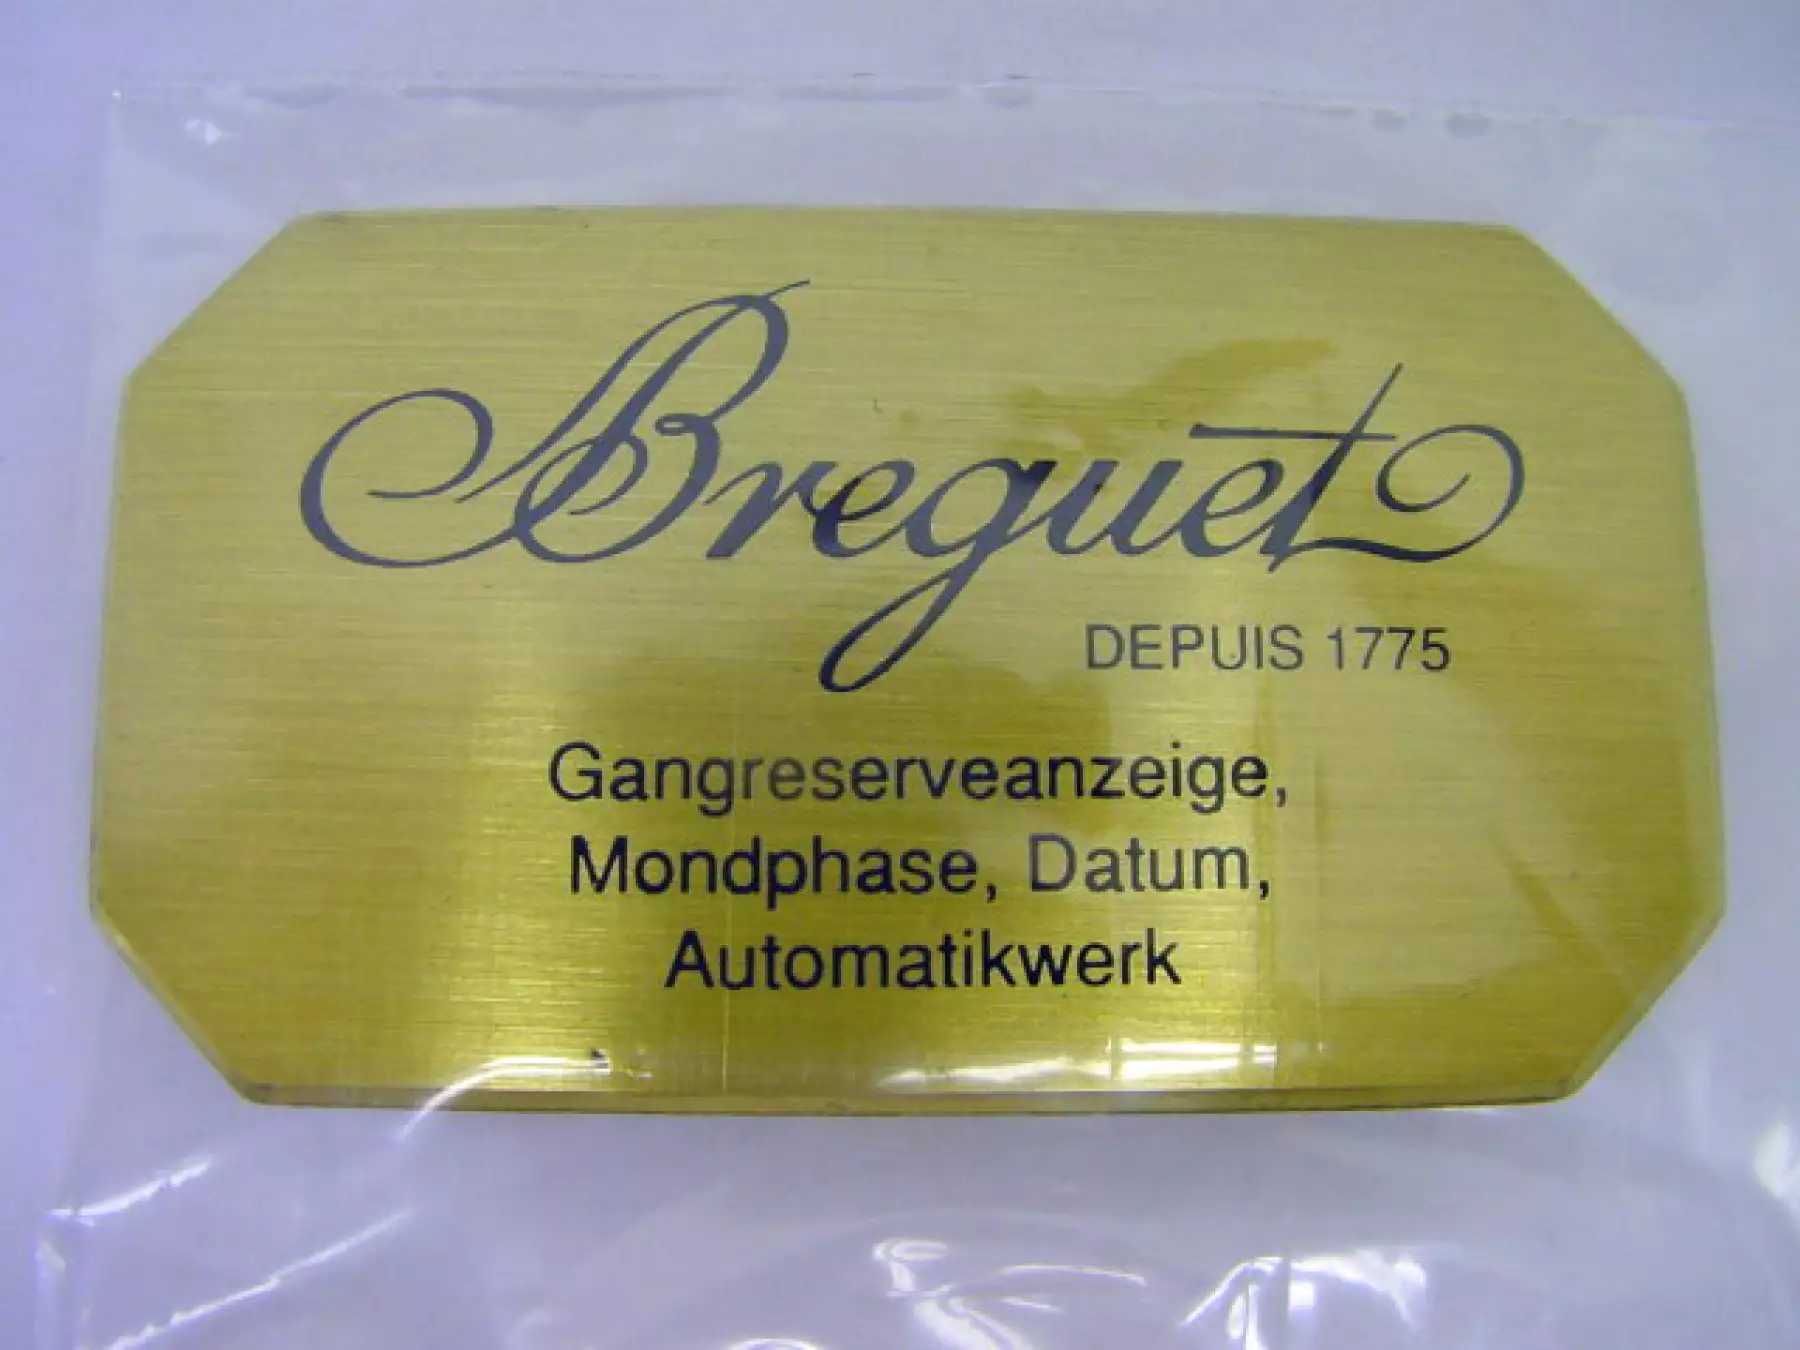 Breguet
DEPUIS 1775
Gangreserveanzeige,
Mondphase, Datum,
Automatikwerk